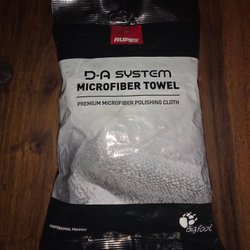 RUPES
D-A SYSTEM
MICROFIBER TOWEL
PREMIUM MICROFIBER POLISHING CLOTH
PROFESSIONAL PRODUCT
Bigfoot